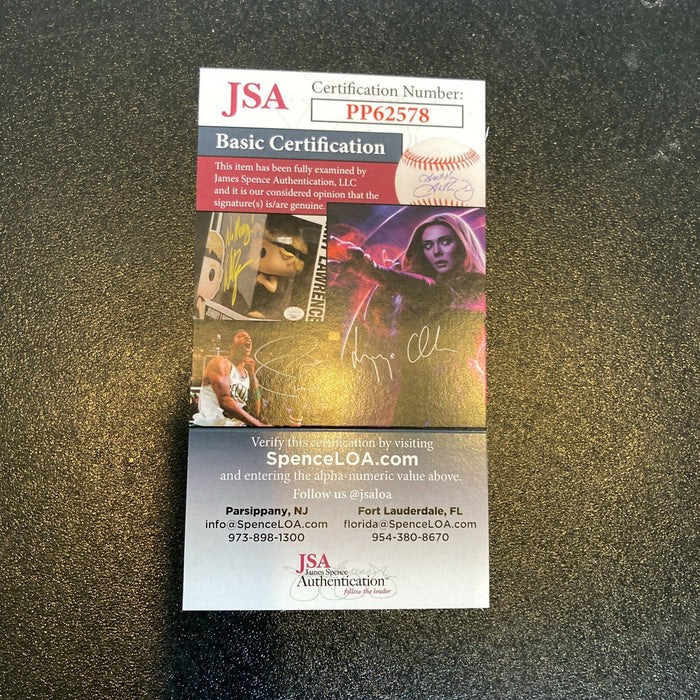 JSA
Certification Number:
PP62578
Basic Certification
This item has been fully examined by
James Spence Authentication, LLC
and it is our considered opinion that the
signature(s) is/are genuine.
LAWRENCE
Verify this certification by visiting
SpenceLOA.com
and entering the alpha-numeric value above.
Follow us @jsaloa
Parsippany, NJ
info@SpenceLOA.com
973-898-1300
Fort Lauderdale, FL
florida@SpenceLOA.com
954-380-8670
JSA
James Spence
Authentication
follow the leader